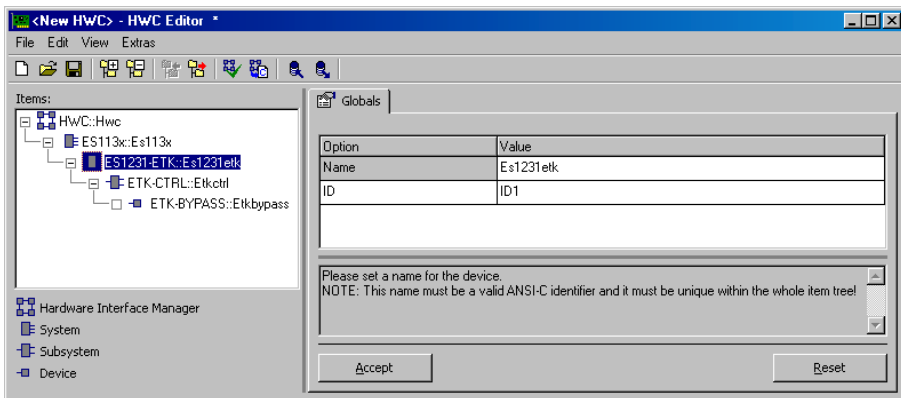 <New HWC> - HWC Editor *
File Edit View Extras
Items:
Globals
HWC::Hwc
ES113x::Es113x
ES1231-ETK::Es1231etk
ETK-CTRL::Etkctrl
ETK-BYPASS::Etkbypass
Option Value
Name Es1231etk
ID ID1
Please set a name for the device.
NOTE: This name must be a valid ANSI-C identifier and it must be unique within the whole item tree!
Hardware Interface Manager
System
Subsystem
Device
Accept
Reset